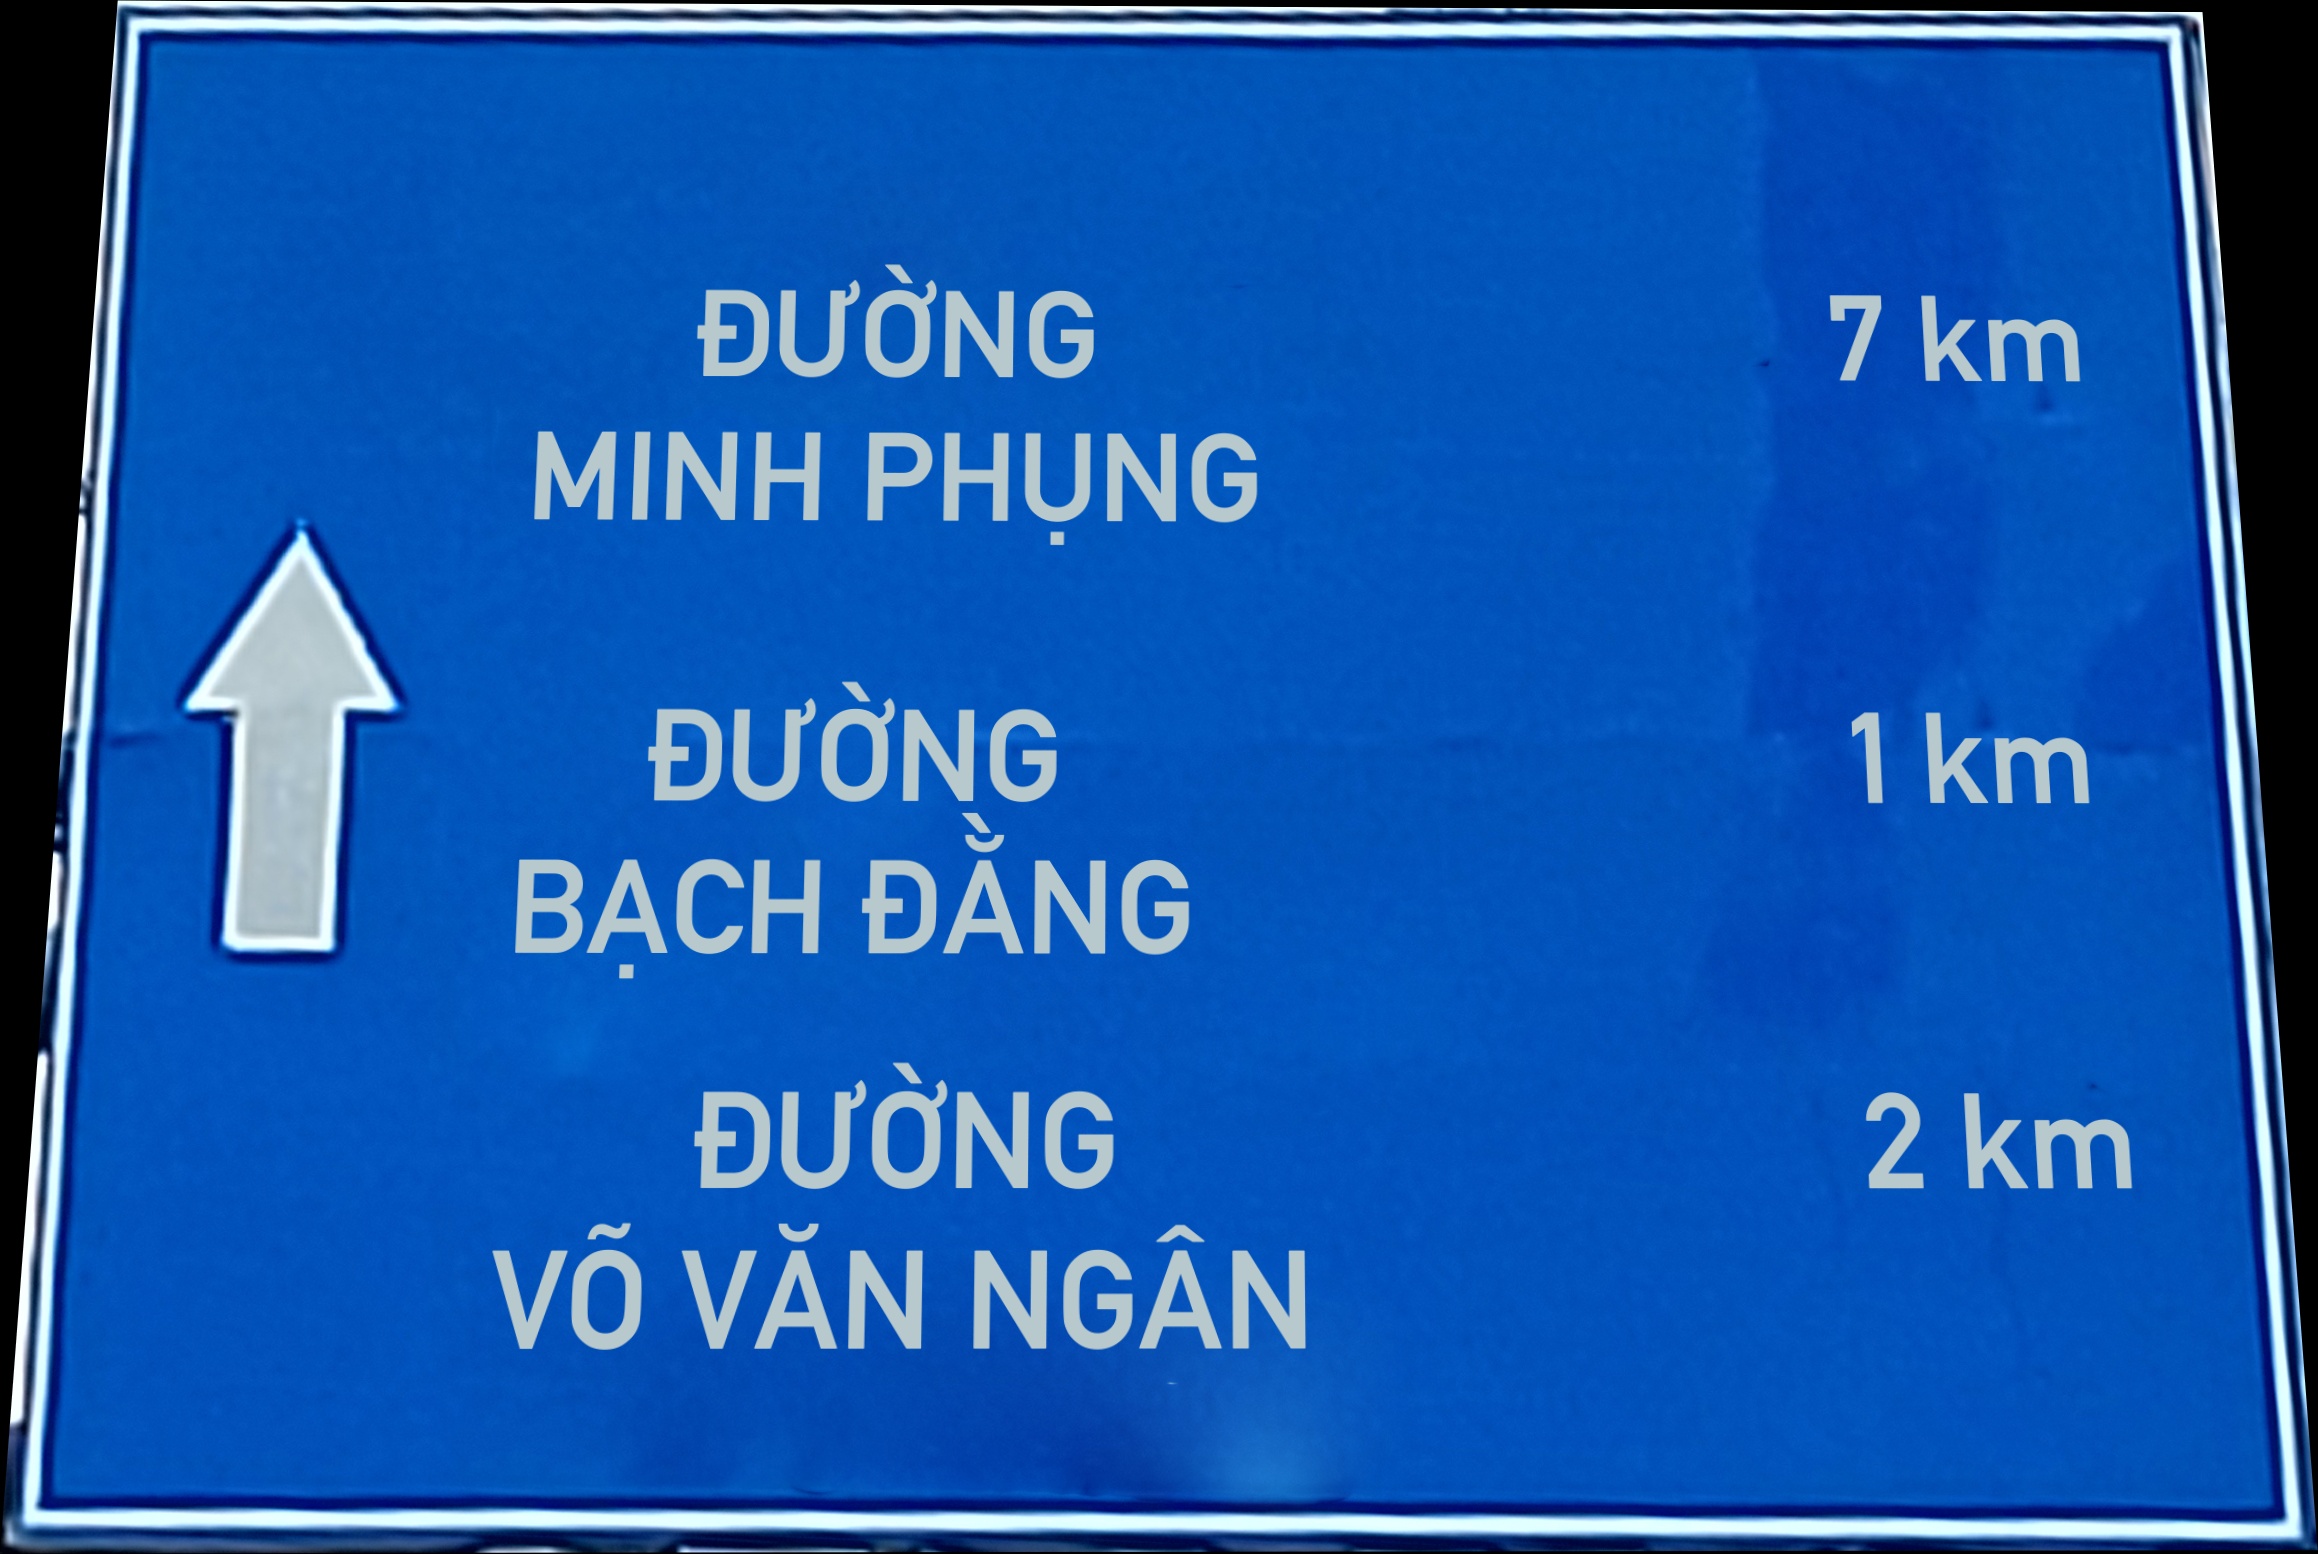 ĐƯỜNG 7 km
MINH PHỤNG
ĐƯỜNG 1 km
BẠCH ĐẰNG
ĐƯỜNG 2 km
VÕ VĂN NGÂN